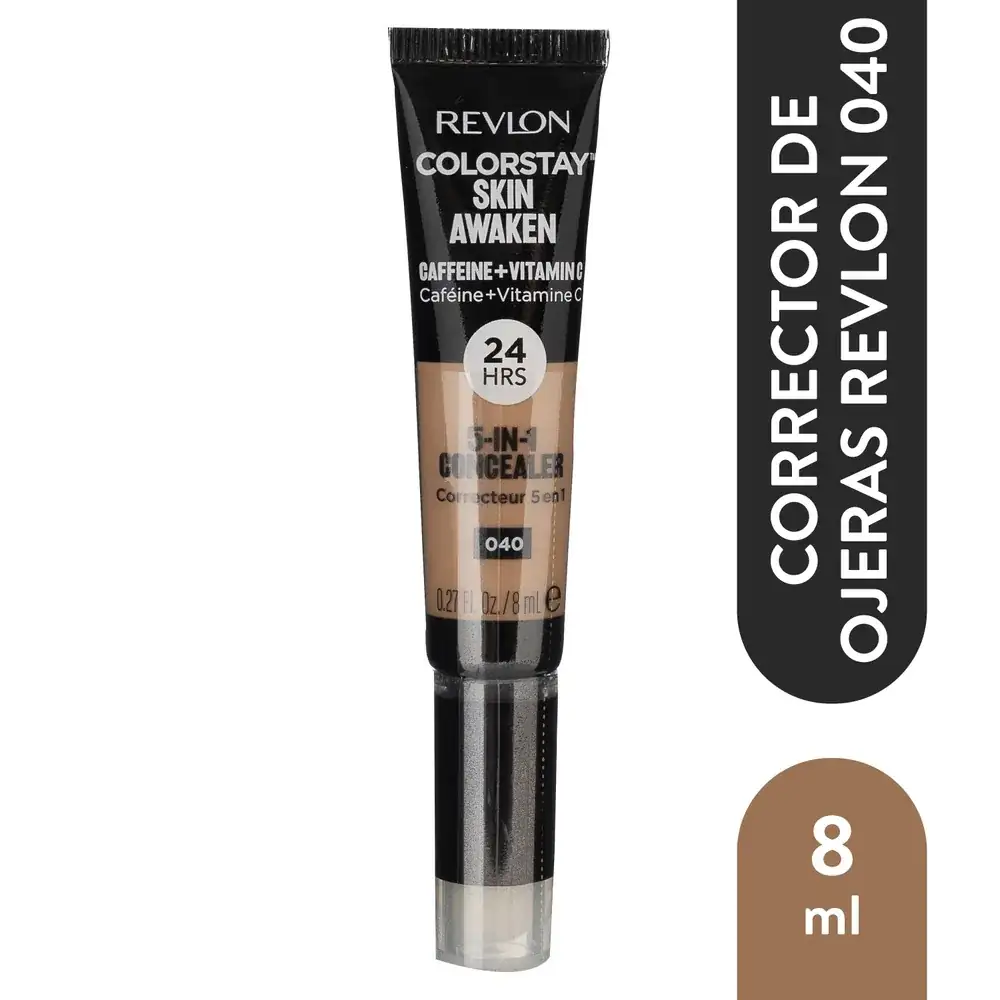 REVLON
COLORSTAY™
SKIN
AWAKEN
CAFFEINE+VITAMIN C
Caféine+Vitamine C
24
HRS
5-IN-1
CONCEALER
Correcteur 5 en 1
040
0.27 Fl. Oz./8 mL e
CORRECTOR DE
OJERAS REVLON 040
8
ml